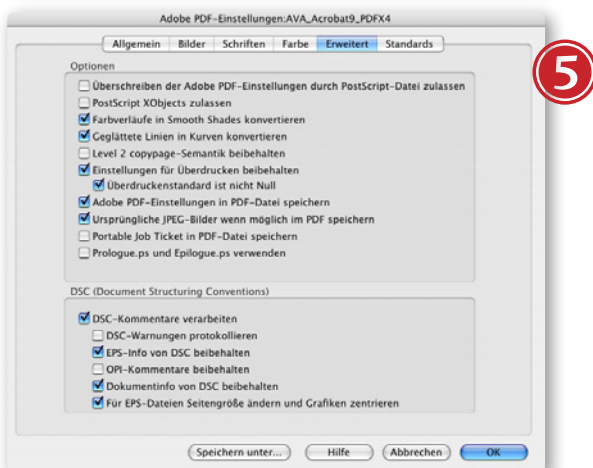 Adobe PDF-Einstellungen:AVA_Acrobat9_PDFX4
Allgemein Bilder Schriften Farbe Erweitert Standards
5
Optionen
Überschreiben der Adobe PDF-Einstellungen durch PostScript-Datei zulassen
PostScript XObjects zulassen
Farbverläufe in Smooth Shades konvertieren
Geglättete Linien in Kurven konvertieren
Level 2 copypage-Semantik beibehalten
Einstellungen für Überdrucken beibehalten
Überdruckenstandard ist nicht Null
Adobe PDF-Einstellungen in PDF-Datei speichern
Ursprüngliche JPEG-Bilder wenn möglich im PDF speichern
Portable Job Ticket in PDF-Datei speichern
Prologue.ps und Epilogue.ps verwenden
DSC (Document Structuring Conventions)
DSC-Kommentare verarbeiten
DSC-Warnungen protokollieren
EPS-Info von DSC beibehalten
OPI-Kommentare beibehalten
Dokumentinfo von DSC beibehalten
Für EPS-Dateien Seitengröße ändern und Grafiken zentrieren
Speichern unter... Hilfe Abbrechen OK